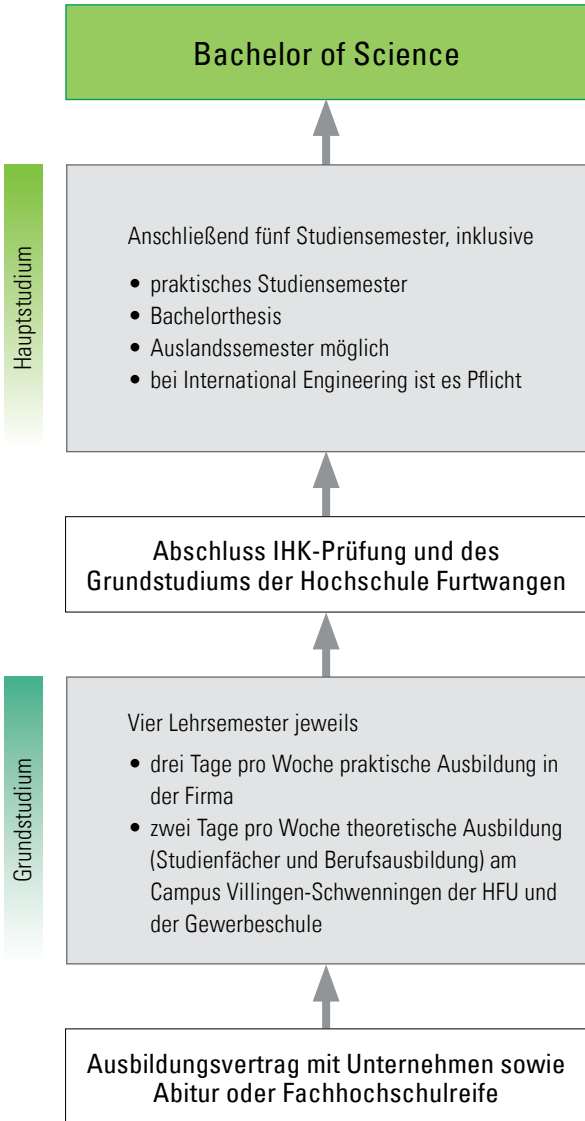 Bachelor of Science
Hauptstudium
Anschließend fünf Studiensemester, inklusive
• praktisches Studiensemester
• Bachelorthesis
• Auslandssemester möglich
• bei International Engineering ist es Pflicht
Abschluss IHK-Prüfung und des
Grundstudiums der Hochschule Furtwangen
Grundstudium
Vier Lehrsemester jeweils
• drei Tage pro Woche praktische Ausbildung in
der Firma
• zwei Tage pro Woche theoretische Ausbildung
(Studienfächer und Berufsausbildung) am
Campus Villingen-Schwenningen der HFU und
der Gewerbeschule
Ausbildungsvertrag mit Unternehmen sowie
Abitur oder Fachhochschulreife